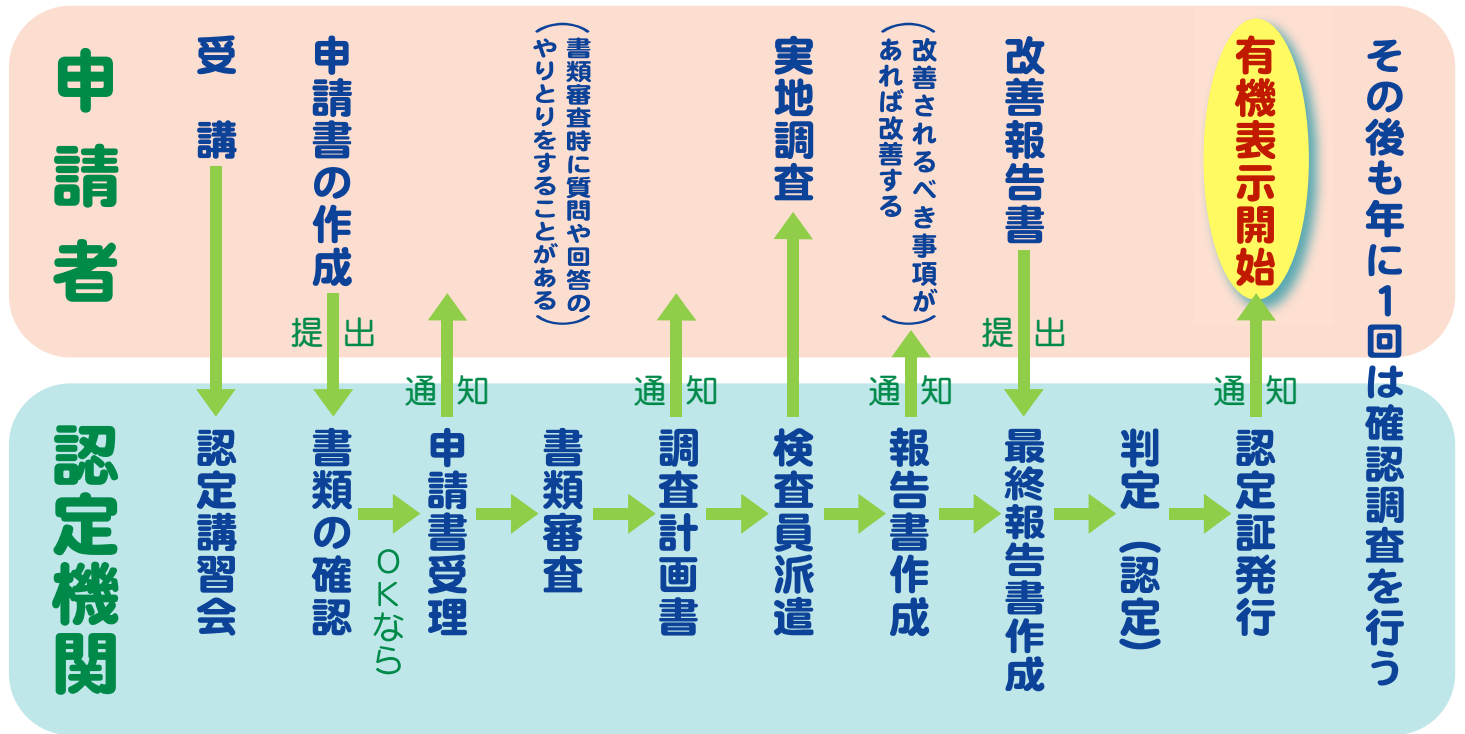 申請者
受講
申請書の作成
提出
通知
(書類審査時に質問や回答の
やりとりをすることがある)
通知
実地調査
(改善されるべき事項が
あれば改善する)
通知
改善報告書
提出
有機表示開始
通知
その後も年に1回は確認調査を行う
認定機関
認定講習会
書類の確認
OKなら
申請書受理
書類審査
調査計画書
検査員派遣
報告書作成
最終報告書作成
判定(認定)
認定証発行